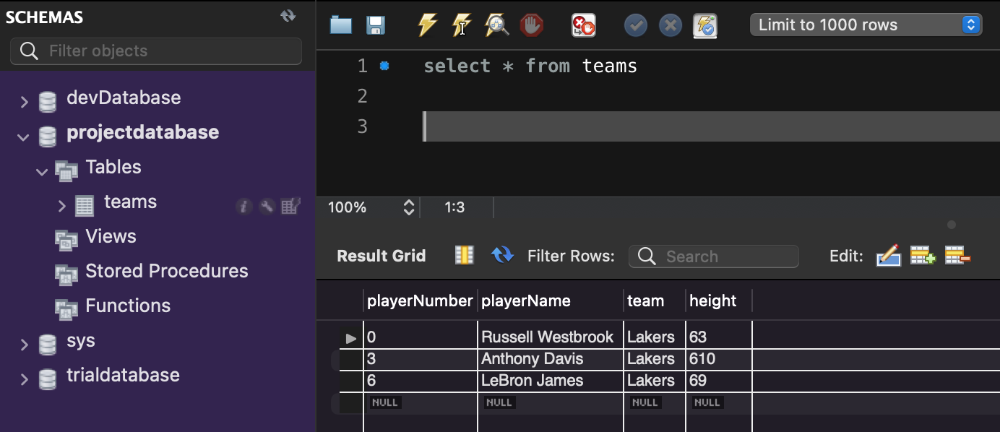 SCHEMAS
Filter objects
devDatabase
projectdatabase
Tables
teams
Views
Stored Procedures
Functions
sys
trialdatabase
Limit to 1000 rows
1 select * from teams
2
3
100% 1:3
Result Grid Filter Rows: Search Edit:
playerNumber playerName team height
0 Russell Westbrook Lakers 63
3 Anthony Davis Lakers 610
6 LeBron James Lakers 69
NULL NULL NULL NULL